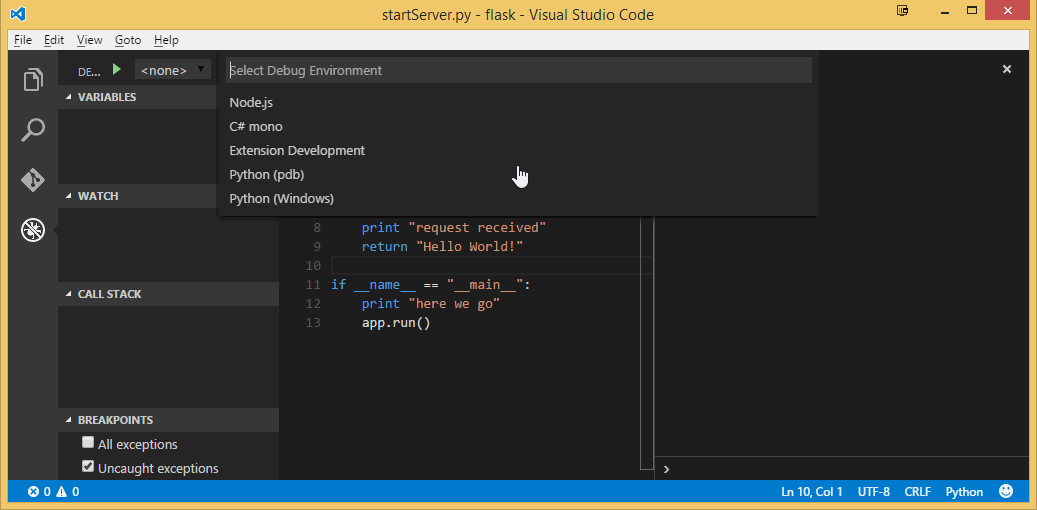 startServer.py - flask - Visual Studio Code
File Edit View Goto Help
DE... <none>
Select Debug Environment
Node.js
C# mono
Extension Development
Python (pdb)
Python (Windows)
VARIABLES
WATCH
CALL STACK
BREAKPOINTS
All exceptions
Uncaught exceptions
8 print "request received"
9 return "Hello World!"
10
11 if __name__ == "__main__":
12 print "here we go"
13 app.run()
0 0 Ln 10, Col 1 UTF-8 CRLF Python